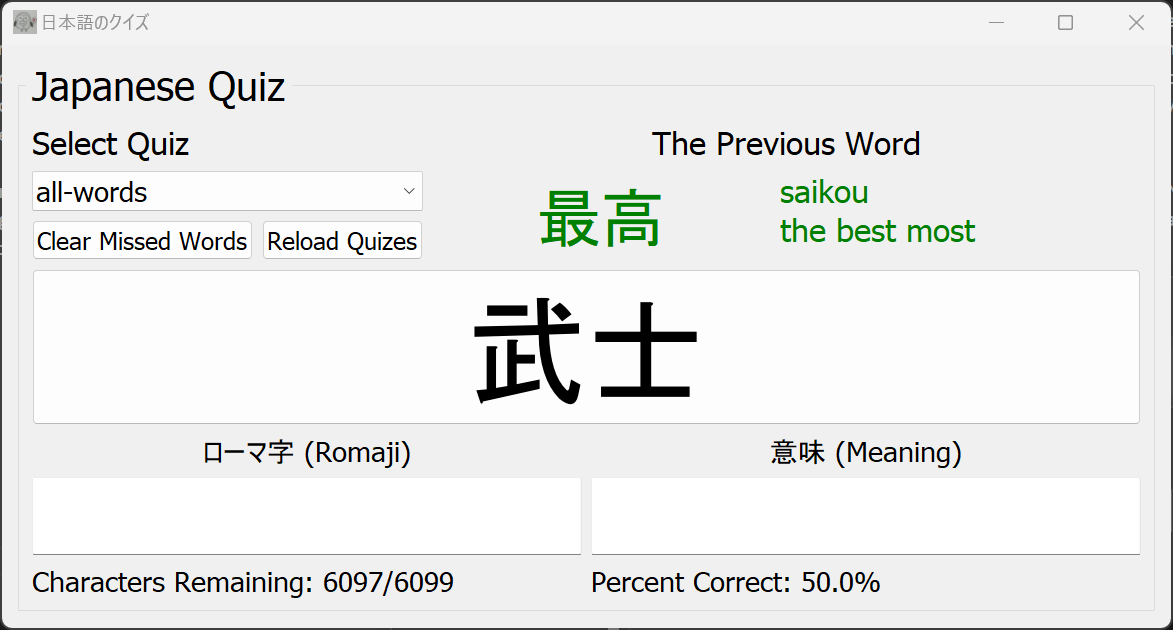 日本語のクイズ
Japanese Quiz
Select Quiz
all-words
Clear Missed Words
Reload Quizes
The Previous Word
最高
saikou
the best most
武士
ローマ字 (Romaji)
意味 (Meaning)
Characters Remaining: 6097/6099
Percent Correct: 50.0%